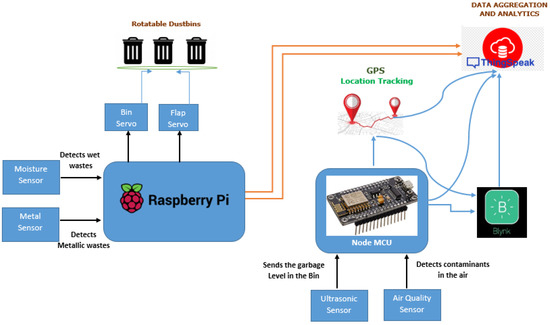 Rotatable Dustbins
DATA AGGREGATION
AND ANALYTICS
ThingSpeak
GPS
Location Tracking
Bin
Servo
Flap
Servo
Moisture
Sensor
Detects wet
wastes
Raspberry Pi
Metal
Sensor
Detects
Metallic wastes
Node MCU
B
Blynk
Sends the garbage
Level in the Bin
Detects contaminants
in the air
Ultrasonic
Sensor
Air Quality
Sensor